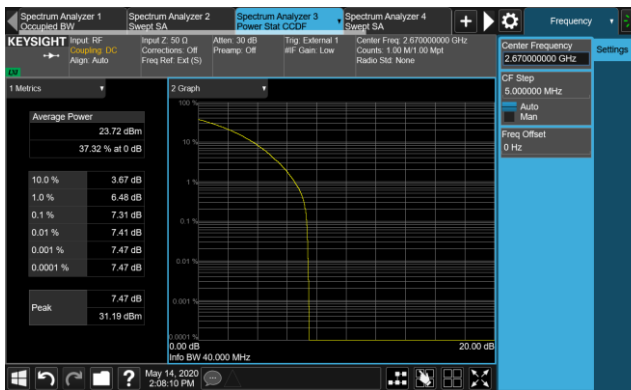 Spectrum Analyzer 1
Occupied BW
Spectrum Analyzer 2
Swept SA
Spectrum Analyzer 3
Power Stat CCDF
Spectrum Analyzer 4
Swept SA
Frequency
KEYSIGHT
Input: RF
Coupling: DC
Align: Auto
Input Z: 50 Ω
Corrections: Off
Freq Ref: Ext (S)
Atten: 30 dB
Preamp: Off
Trig: External 1
#IF Gain: Low
Center Freq: 2.670000000 GHz
Counts: 1.00 M/1.00 Mpt
Radio Std: None
Center Frequency
2.670000000 GHz
Settings
CF Step
5.000000 MHz
Auto
Man
Freq Offset
0 Hz
1 Metrics
Average Power
23.72 dBm
37.32 % at 0 dB
10.0 % 3.67 dB
1.0 % 6.48 dB
0.1 % 7.31 dB
0.01 % 7.41 dB
0.001 % 7.47 dB
0.0001 % 7.47 dB
Peak
7.47 dB
31.19 dBm
2 Graph
100 %
10 %
1 %
0.1 %
0.01 %
0.001 %
0.0001 %
0.00 dB
20.00 dB
Info BW 40.000 MHz
?
May 14, 2020
2:08:10 PM